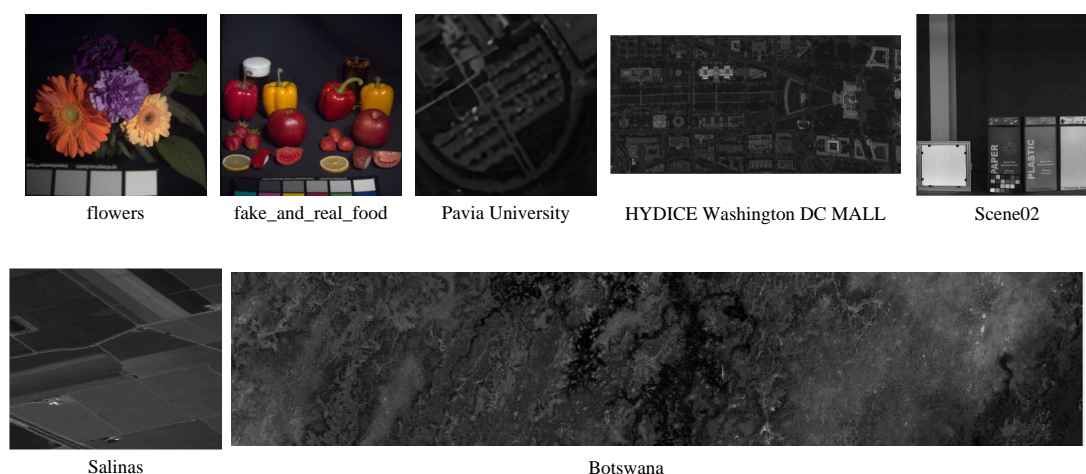 flowers
fake_and_real_food
Pavia University
HYDICE Washington DC MALL
Scene02
PAPER
PLASTIC
Salinas
Botswana